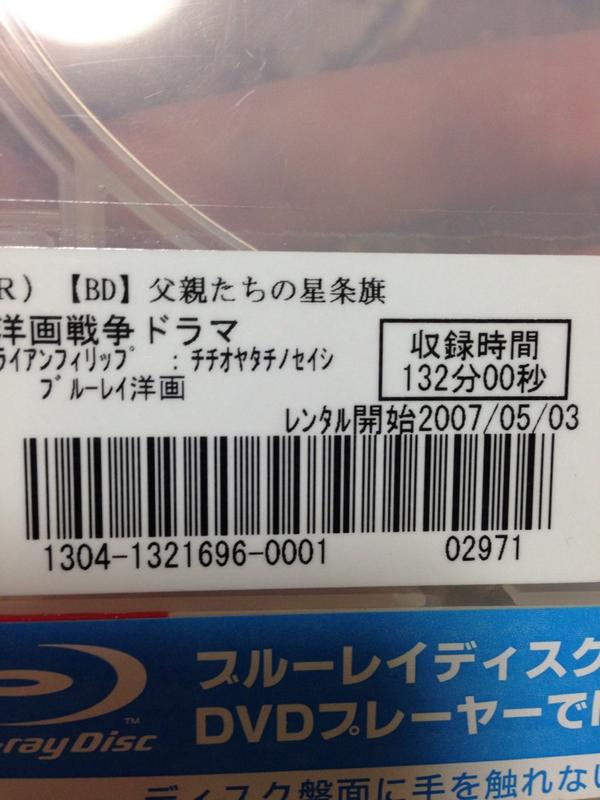 R) 【BD】父親たちの星条旗
洋画戦争ドラマ
ライアンフィリップ : チチオヤタチノセイシ
ブルーレイ洋画
収録時間
132分00秒
レンタル開始2007/05/03
1304-1321696-0001 02971
ブルーレイディスク
DVDプレーヤーで
-ray Disc
TM
ディスク盤面に手を触れない